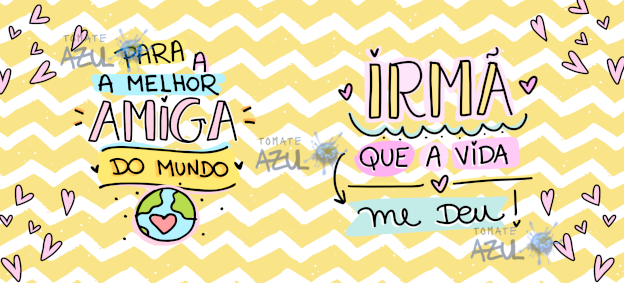 TOMATE
AZUL
PARA A
A MELHOR
AMIGA
DO MUNDO
TOMATE
AZUL
IRMÃ
QUE A VIDA
me Deu!
TOMATE
AZUL